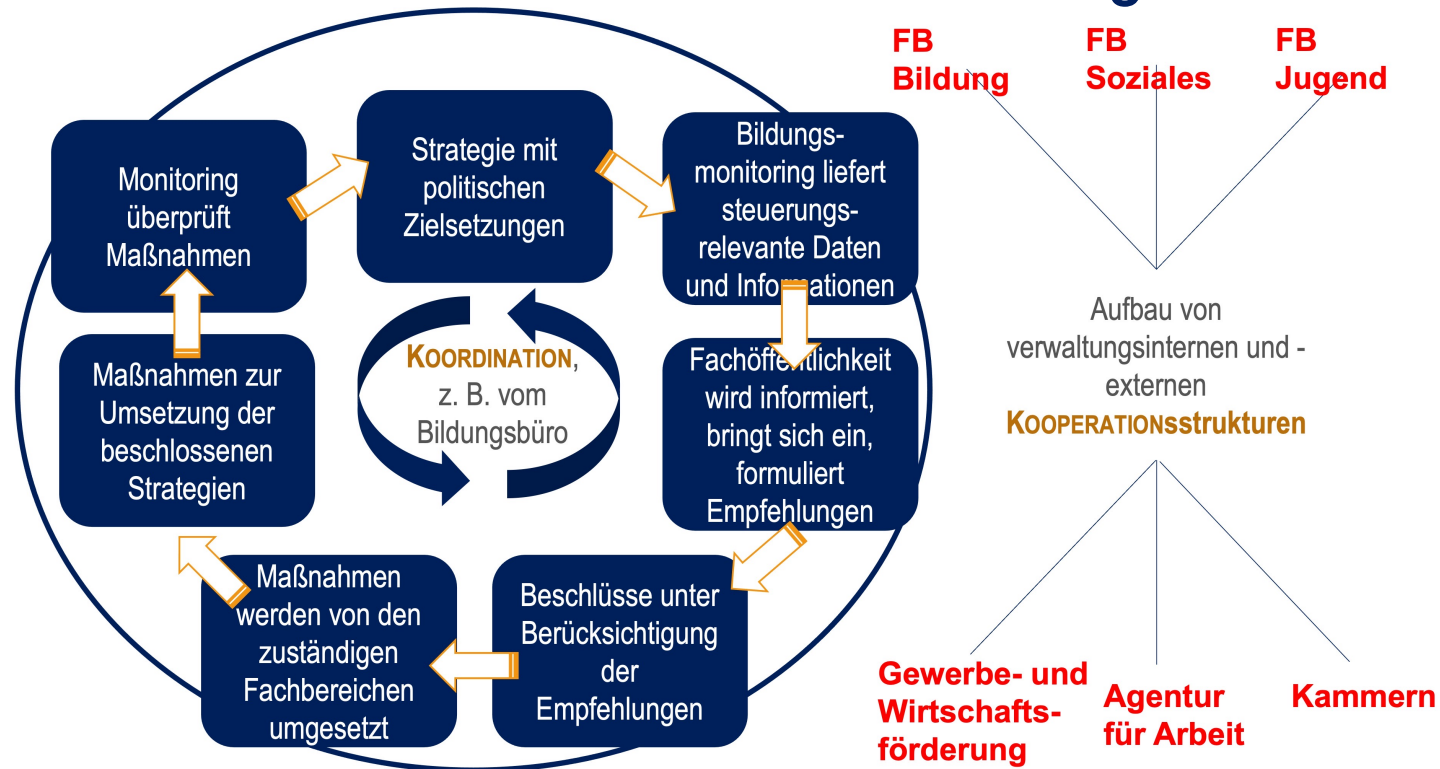 FB
Bildung
FB
Soziales
FB
Jugend
Strategie mit
politischen
Zielsetzungen
Bildungs-
monitoring liefert
steuerungs-
relevante Daten
und Informationen
Fachöffentlichkeit
wird informiert,
bringt sich ein,
formuliert
Empfehlungen
Beschlüsse unter
Berücksichtigung
der
Empfehlungen
Maßnahmen
werden von den
zuständigen
Fachbereichen
umgesetzt
Maßnahmen zur
Umsetzung der
beschlossenen
Strategien
Monitoring
überprüft
Maßnahmen
KOORDINATION,
z. B. vom
Bildungsbüro
Aufbau von
verwaltungsinternen und -
externen
KOOPERATIONsstrukturen
Gewerbe- und
Wirtschafts-
förderung
Agentur
für Arbeit
Kammern